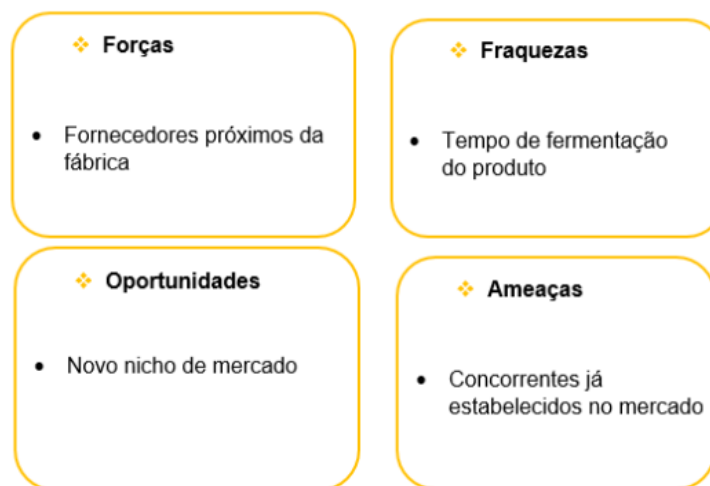 Forças
Fornecedores próximos da
fábrica
Fraquezas
Tempo de fermentação
do produto
Oportunidades
Novo nicho de mercado
Ameaças
Concorrentes já
estabelecidos no mercado